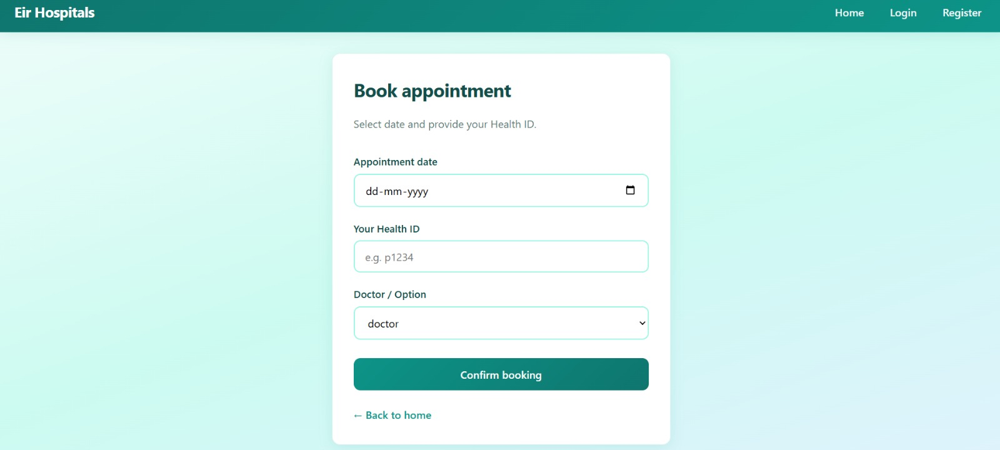 Eir Hospitals
Home
Login
Register
Book appointment
Select date and provide your Health ID.
Appointment date
dd-mm-yyyy
Your Health ID
e.g. p1234
Doctor / Option
doctor
Confirm booking
← Back to home